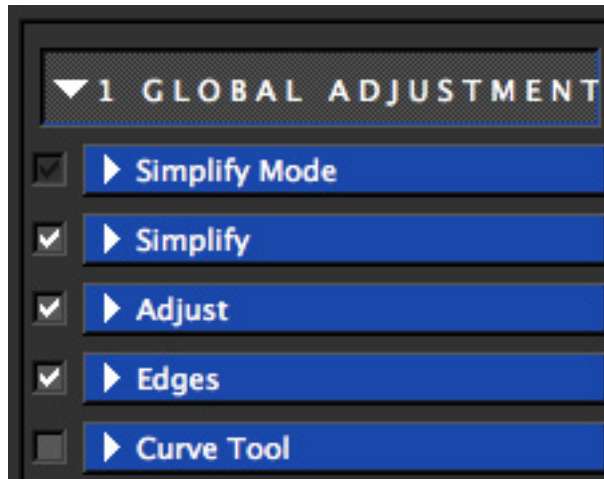 1 GLOBAL ADJUSTMENT
Simplify Mode
Simplify
Adjust
Edges
Curve Tool